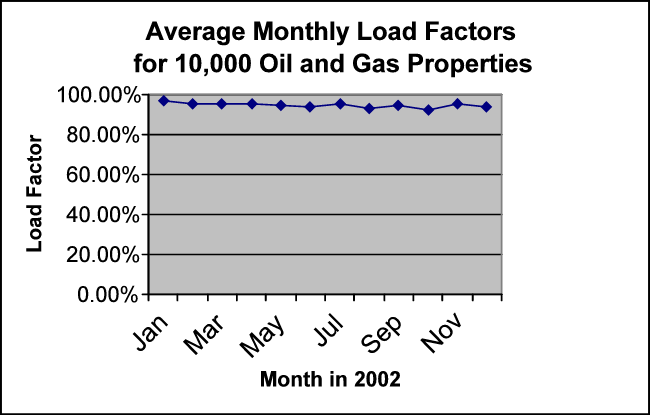 Average Monthly Load Factors
for 10,000 Oil and Gas Properties
100.00%
80.00%
60.00%
40.00%
20.00%
0.00%
Load Factor
Jan
Mar
May
Jul
Sep
Nov
Month in 2002